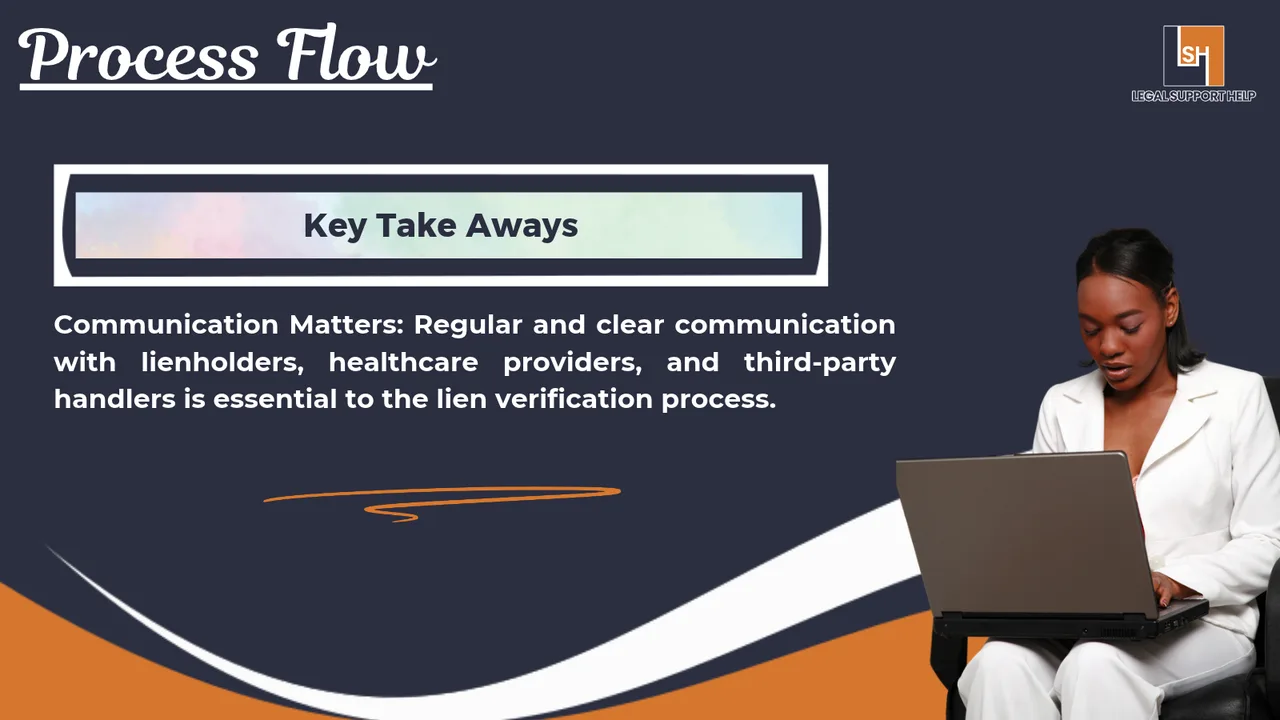 Process Flow
LSH
LEGAL SUPPORT HELP
Key Take Aways
Communication Matters: Regular and clear communication
with lienholders, healthcare providers, and third-party
handlers is essential to the lien verification process.